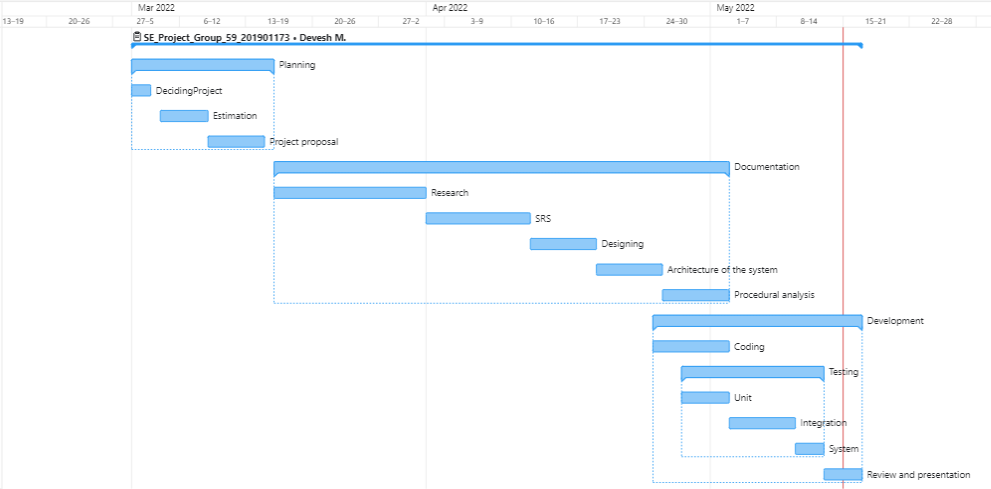 Mar 2022 Apr 2022 May 2022
13–19 20–26 27–5 6–12 13–19 20–26 27–2 3–9 10–16 17–23 24–30 1–7 8–14 15–21 22–28
SE_Project_Group_59_201901173 • Devesh M.
Planning
DecidingProject
Estimation
Project proposal
Documentation
Research
SRS
Designing
Architecture of the system
Procedural analysis
Development
Coding
Testing
Unit
Integration
System
Review and presentation